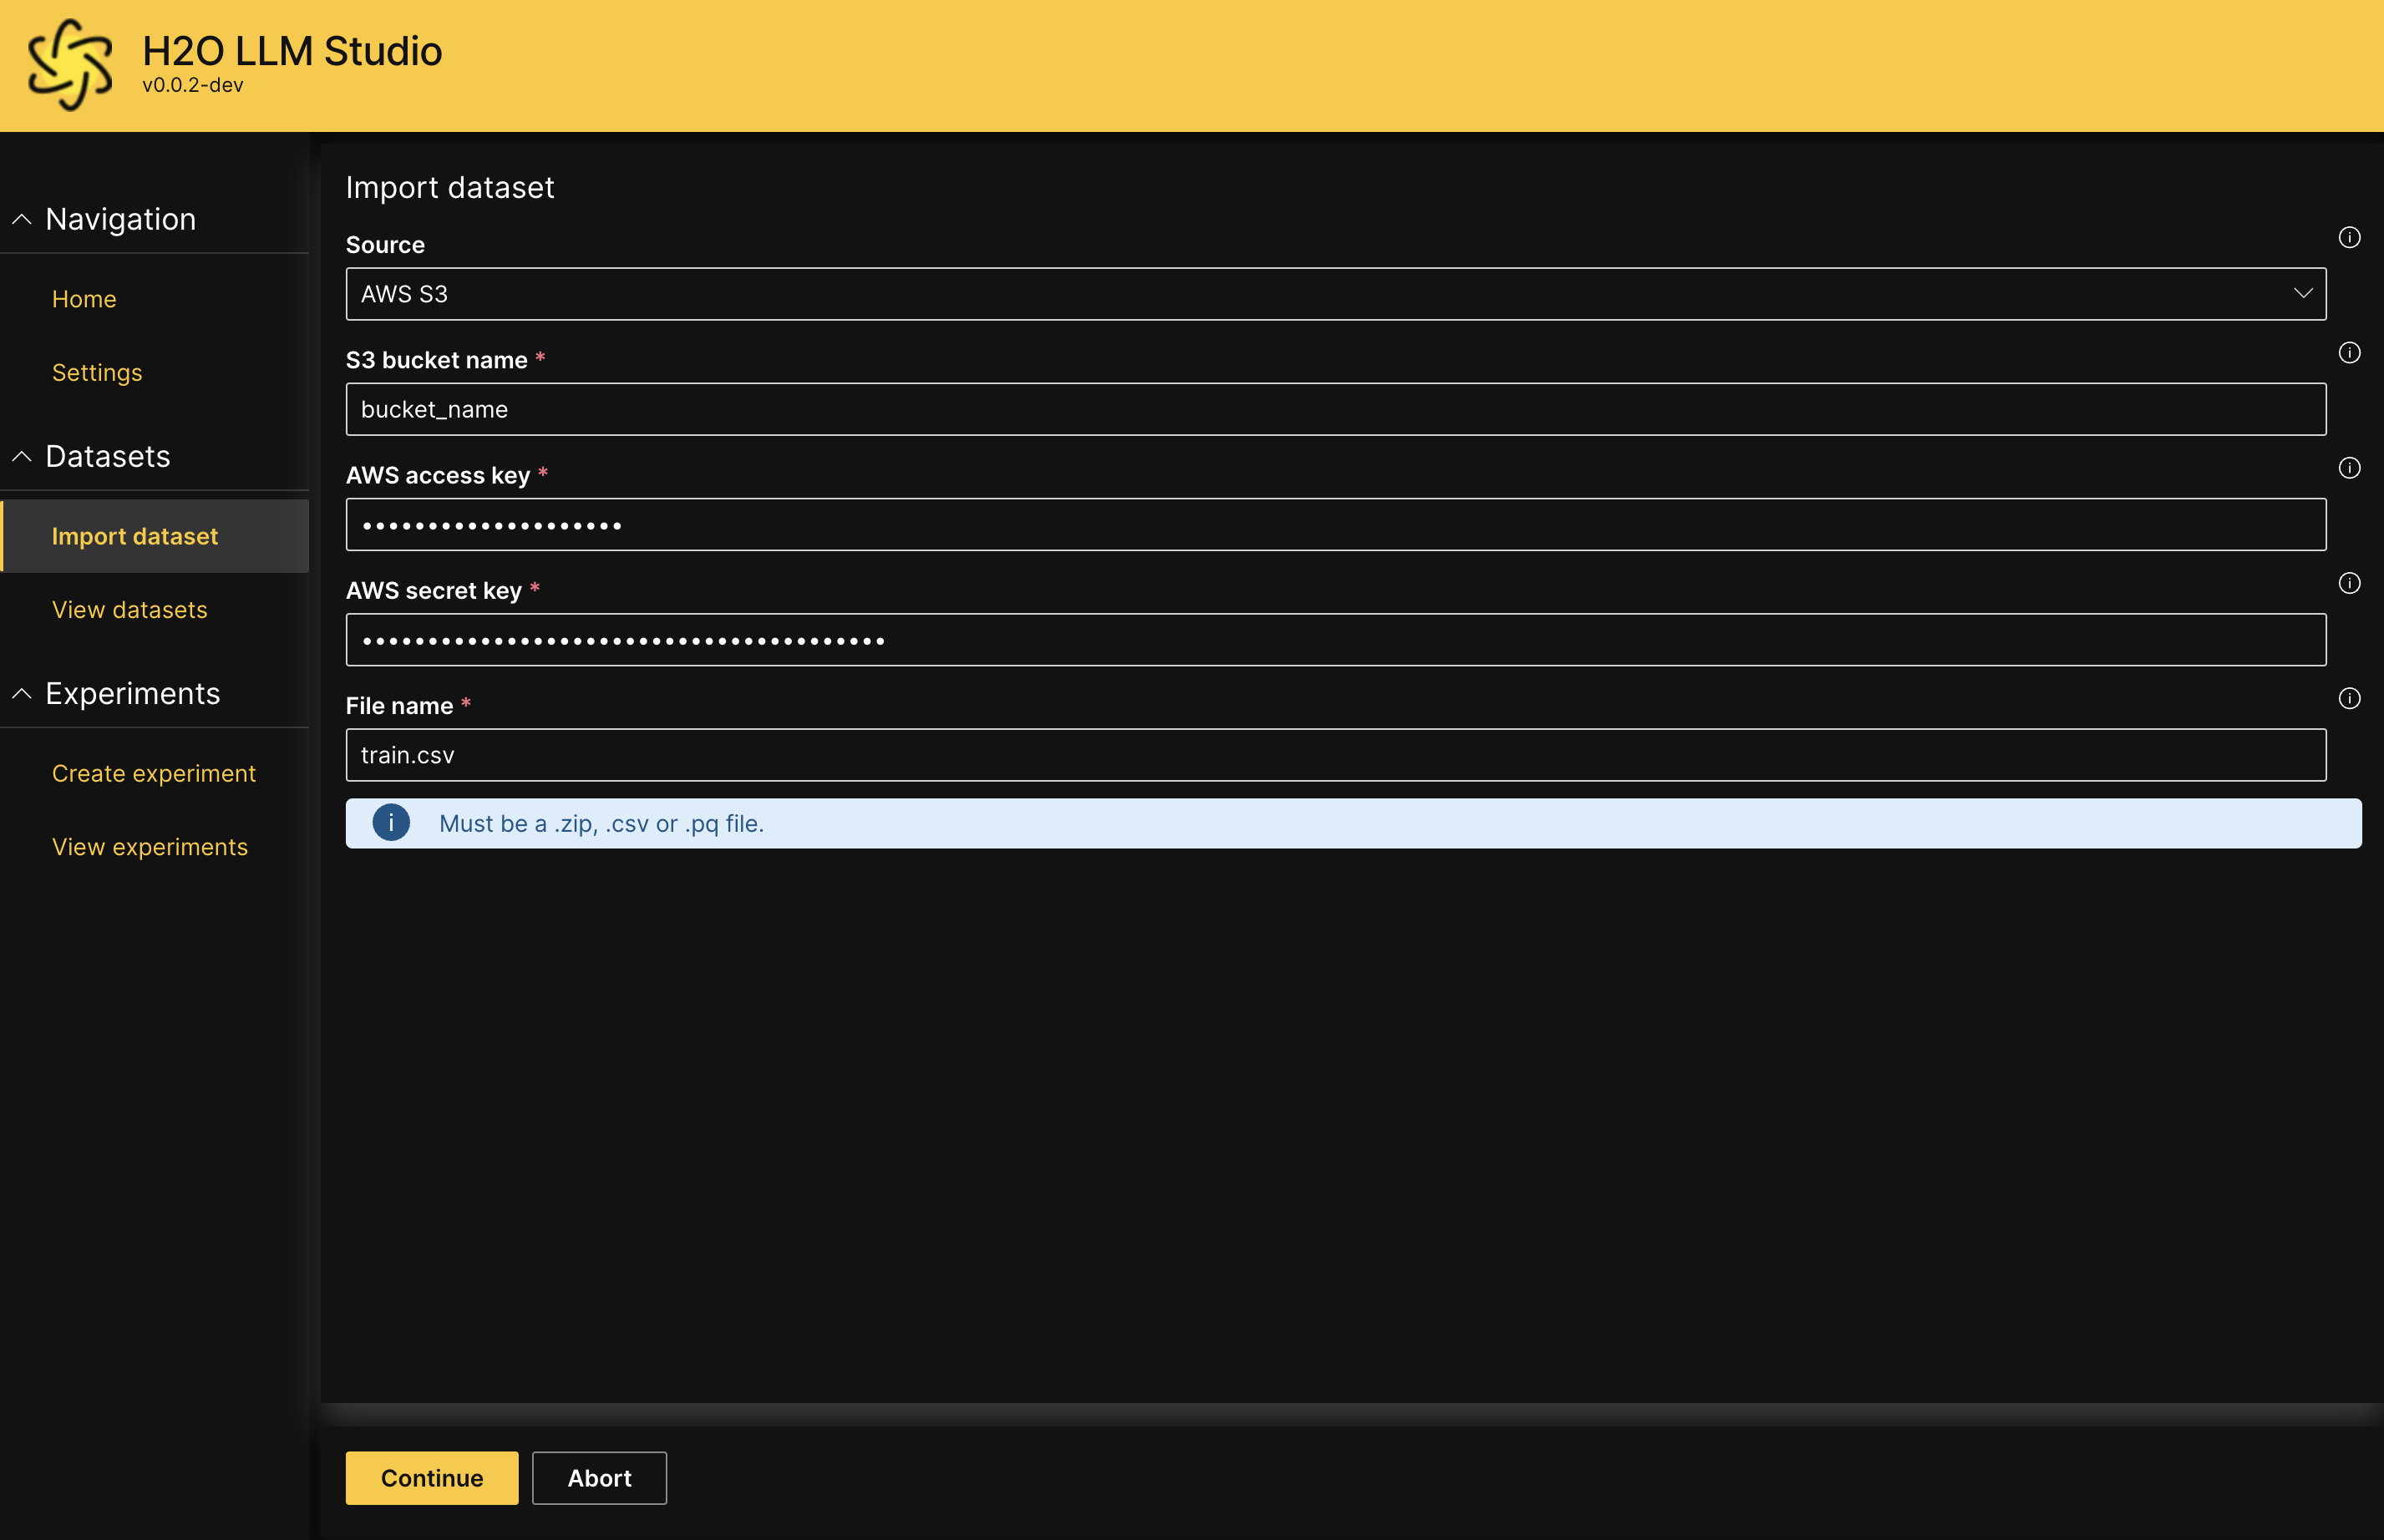 H2O LLM Studio
v0.0.2-dev
Navigation
Home
Settings
Datasets
Import dataset
View datasets
Experiments
Create experiment
View experiments
Import dataset
Source
AWS S3
S3 bucket name *
bucket_name
AWS access key *
••••••••••••••••••••
AWS secret key *
••••••••••••••••••••••••••••••••••••••••
File name *
train.csv
Must be a .zip, .csv or .pq file.
Continue
Abort